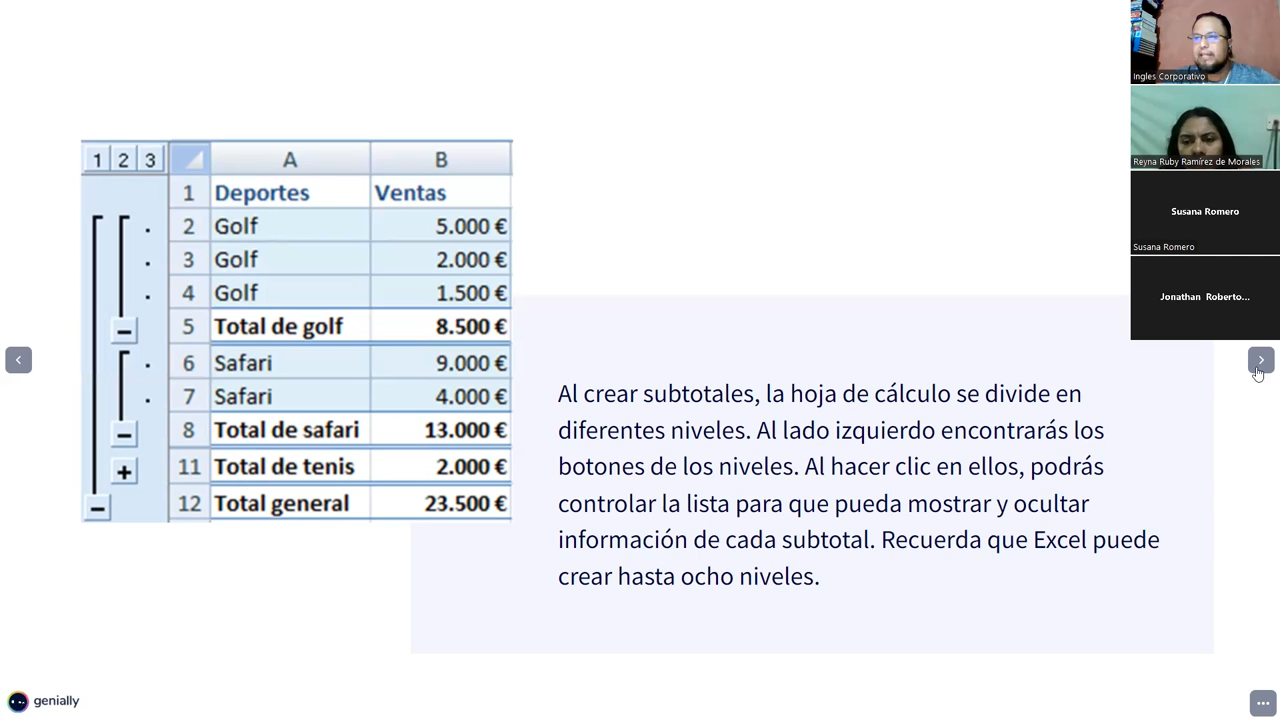 Ingles Corporativo
Reyna Ruby Ramírez de Morales
Susana Romero
Susana Romero
Jonathan Roberto...
1 2 3 A B
1 Deportes Ventas
2 Golf 5.000 €
3 Golf 2.000 €
4 Golf 1.500 €
5 Total de golf 8.500 €
6 Safari 9.000 €
7 Safari 4.000 €
8 Total de safari 13.000 €
11 Total de tenis 2.000 €
12 Total general 23.500 €
Al crear subtotales, la hoja de cálculo se divide en
diferentes niveles. Al lado izquierdo encontrarás los
botones de los niveles. Al hacer clic en ellos, podrás
controlar la lista para que pueda mostrar y ocultar
información de cada subtotal. Recuerda que Excel puede
crear hasta ocho niveles.
genially